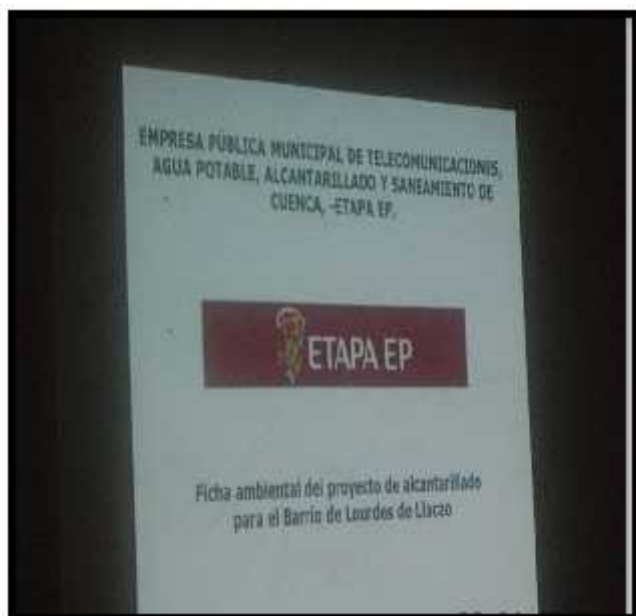 EMPRESA PÚBLICA MUNICIPAL DE TELECOMUNICACIONES,
AGUA POTABLE, ALCANTARILLADO Y SANEAMIENTO DE
CUENCA, -ETAPA EP.
ETAPA EP
Ficha ambiental del proyecto de alcantarillado
para el Barrio de Lourdes de Llaczo